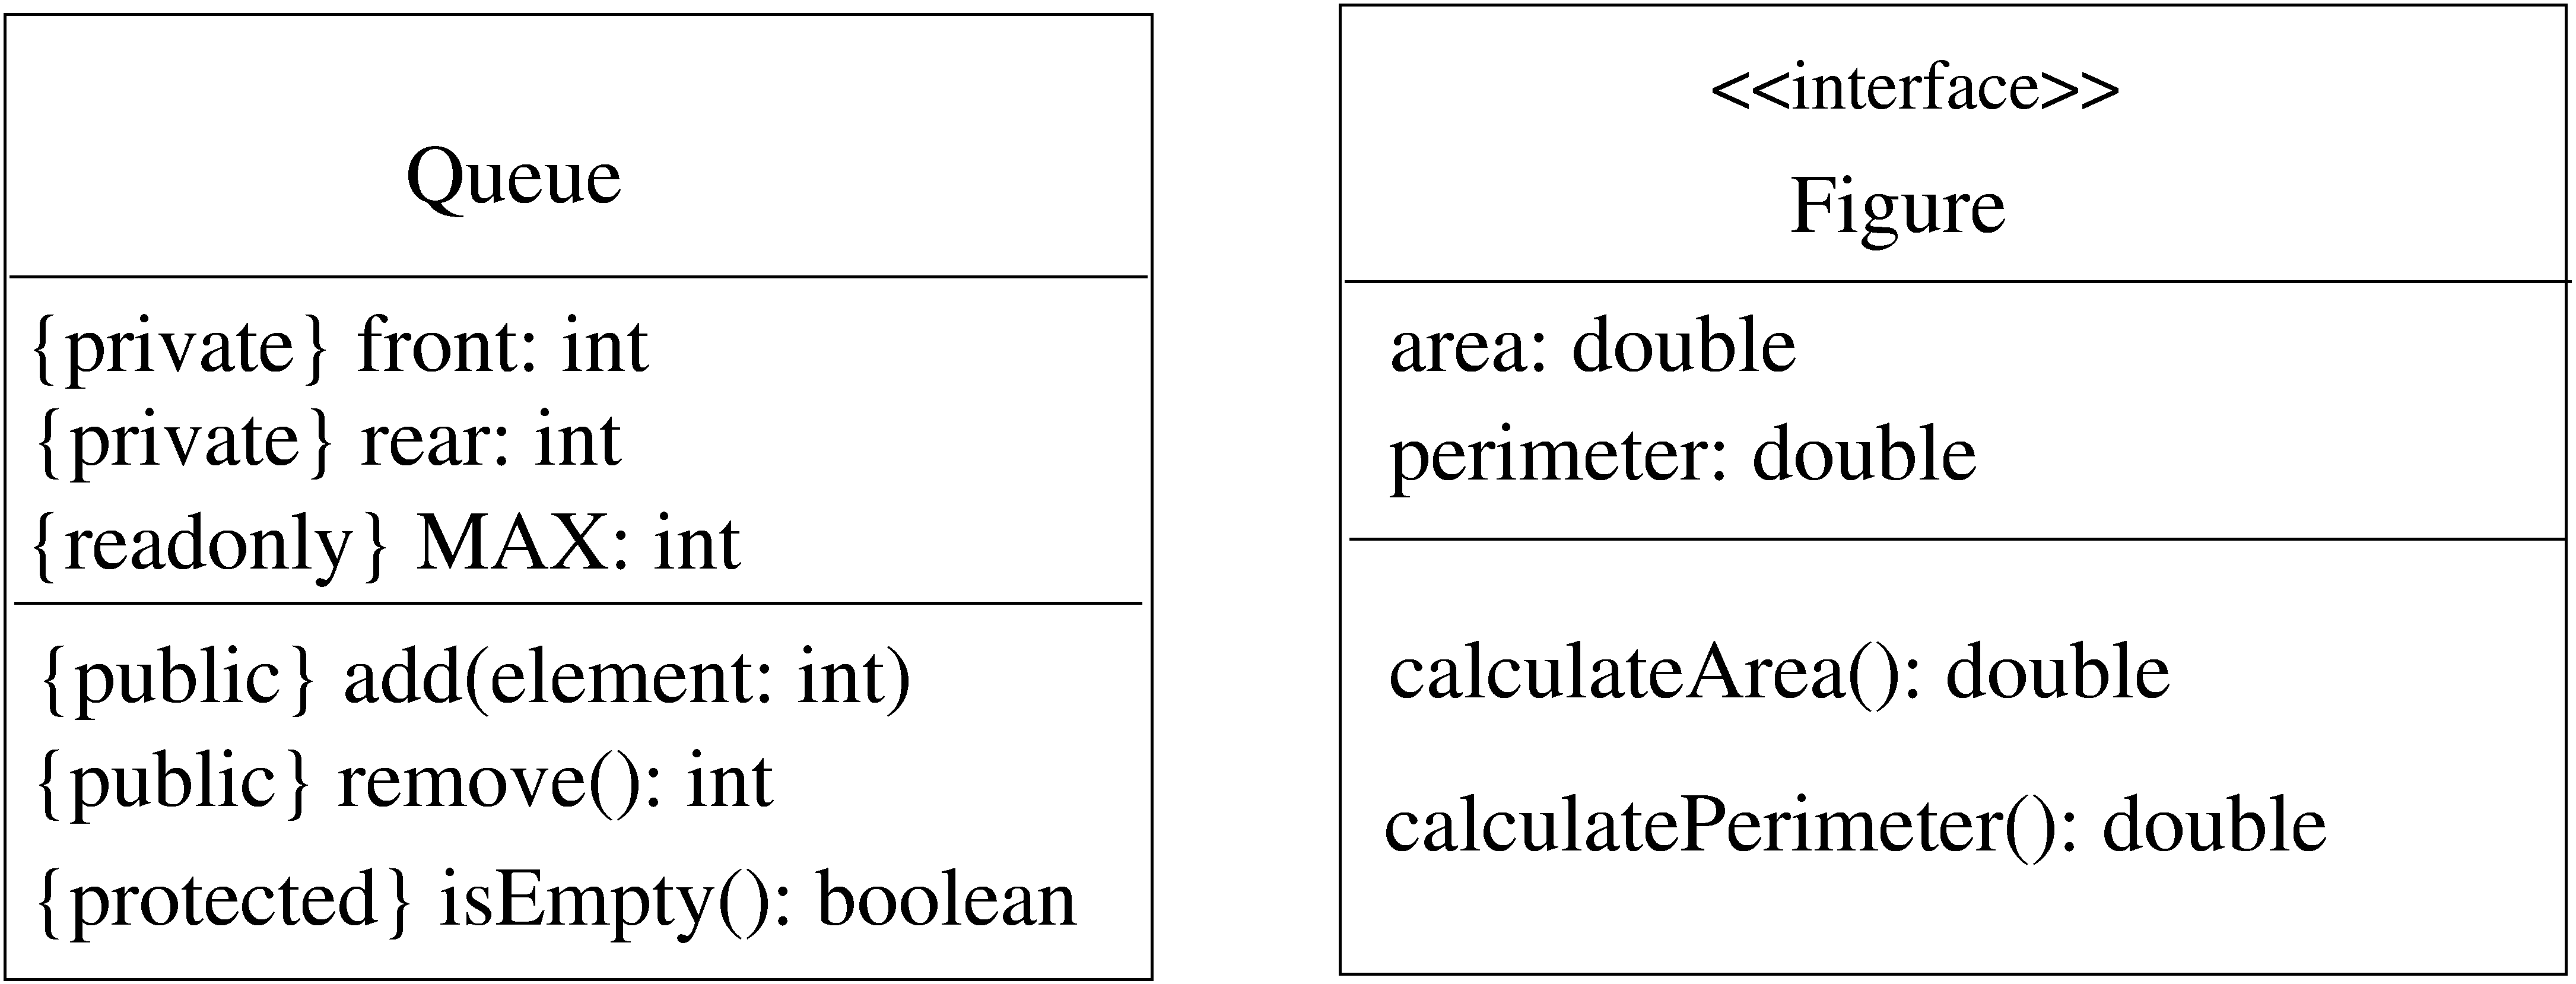 Queue
{private} front: int
{private} rear: int
{readonly} MAX: int
{public} add(element: int)
{public} remove(): int
{protected} isEmpty(): boolean
<<interface>>
Figure
area: double
perimeter: double
calculateArea(): double
calculatePerimeter(): double